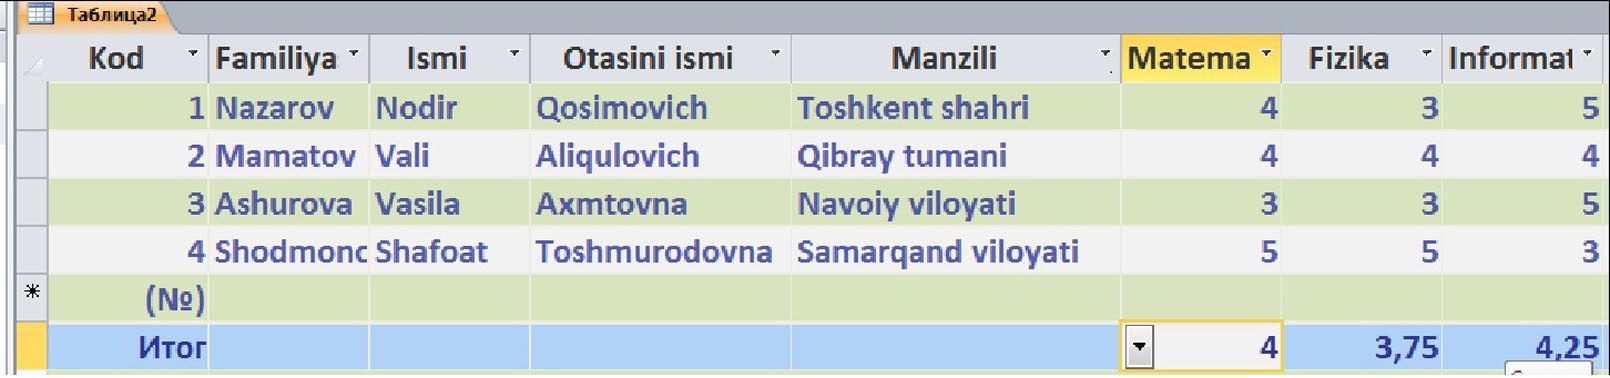 Таблица2
Kod Familiya Ismi Otasini ismi Manzili Matema Fizika Informat
1 Nazarov Nodir Qosimovich Toshkent shahri 4 3 5
2 Mamatov Vali Aliqulovich Qibray tumani 4 4 4
3 Ashurova Vasila Axmtovna Navoiy viloyati 3 3 5
4 Shodmonc Shafoat Toshmurodovna Samarqand viloyati 5 5 3
* (№)
Итог 4 3,75 4,25